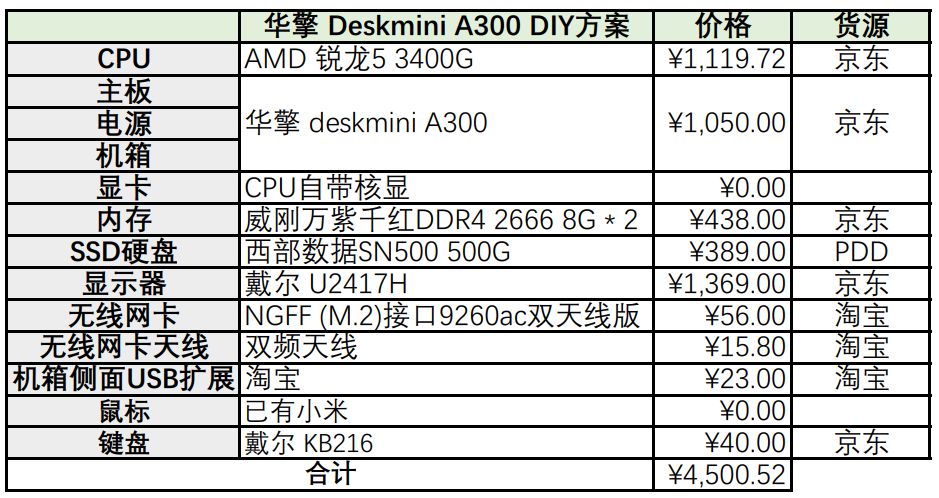 华擎 Deskmini A300 DIY方案 价格 货源
CPU AMD 锐龙5 3400G ¥1,119.72 京东
主板
电源 华擎 deskmini A300 ¥1,050.00 京东
机箱
显卡 CPU自带核显 ¥0.00
内存 威刚万紫千红DDR4 2666 8G * 2 ¥438.00 京东
SSD硬盘 西部数据SN500 500G ¥389.00 PDD
显示器 戴尔 U2417H ¥1,369.00 京东
无线网卡 NGFF (M.2)接口9260ac双天线版 ¥56.00 淘宝
无线网卡天线 双频天线 ¥15.80 淘宝
机箱侧面USB扩展 淘宝 ¥23.00 淘宝
鼠标 已有小米 ¥0.00
键盘 戴尔 KB216 ¥40.00 京东
合计 ¥4,500.52